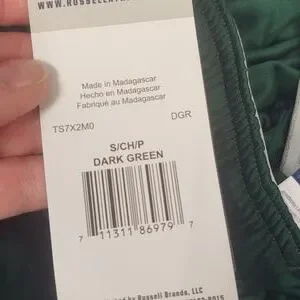 Made in Madagascar
Hecho en Madagascar
Fabriqué au Madagascar
TS7X2M0 DGR
S/CH/P
DARK GREEN
7 11311 86979 7
by Russell Brands, LLC